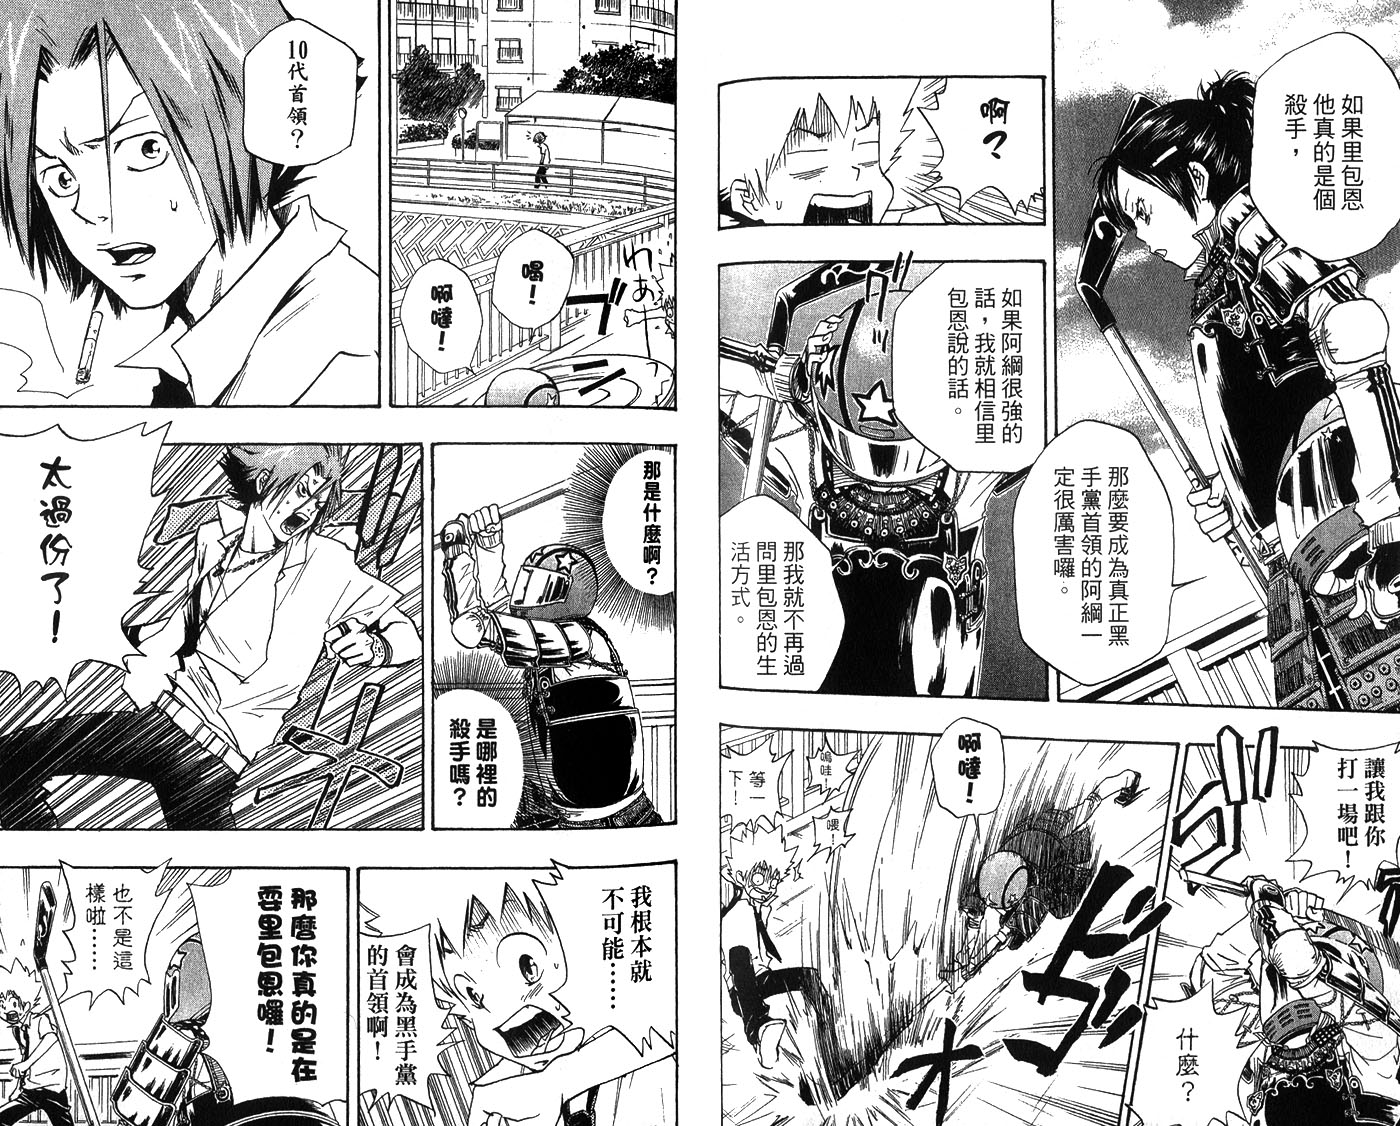 如果里包恩
他真的是個
殺手，
那麼要成為真正黑
手黨首領的阿綱一
定很厲害囉。
啊？
如果阿綱很強的
話，我就相信里
包恩說的話。
那我就不再過
問里包恩的生
活方式。
讓我跟你
打一場吧！
什麼？
啊噠！
嗚哇！
喂！
等一
下！
ドオオ
喝！
啊噠！
わぁ
10代首領？
那是什麼啊？
是哪裡的
殺手嗎？
太過份了！
我根本就
不可能……
會成為黑手黨
的首領啊！
那麼你真的是在
耍里包恩囉！
也不是這
樣啦……